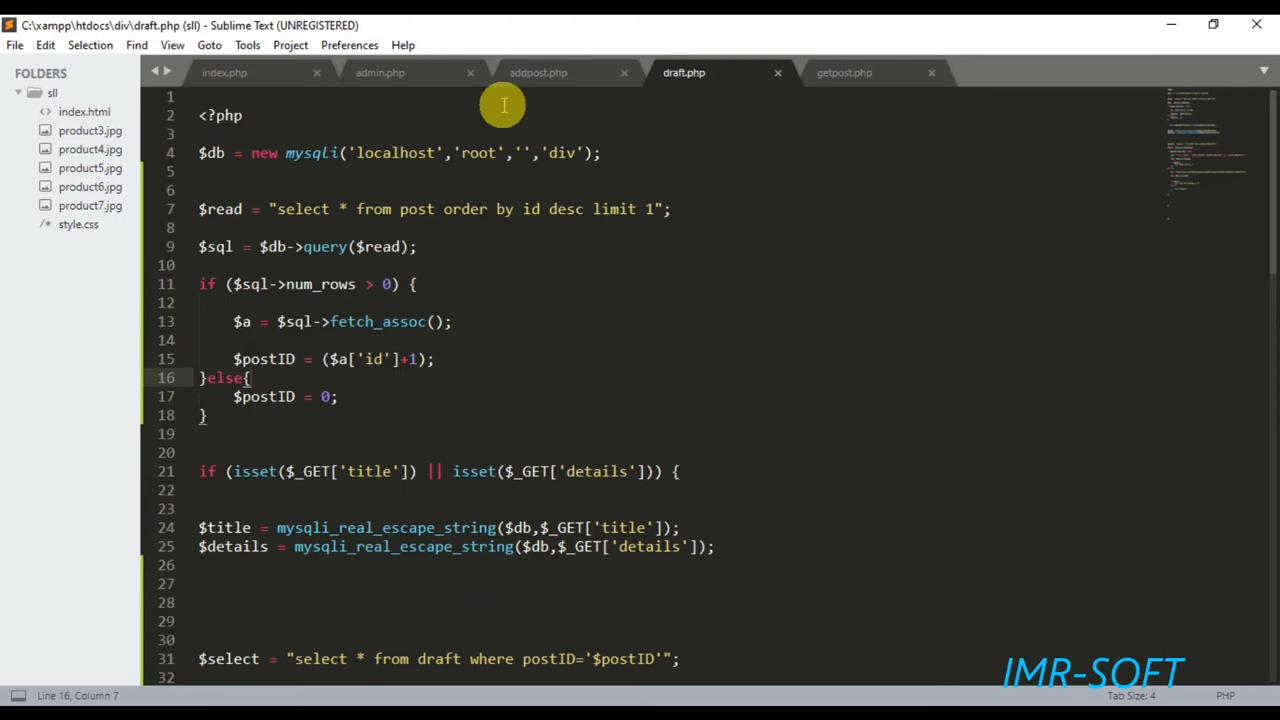 C:\xampp\htdocs\div\draft.php (sll) - Sublime Text (UNREGISTERED)
File Edit Selection Find View Goto Tools Project Preferences Help
FOLDERS
sll
index.html
product3.jpg
product4.jpg
product5.jpg
product6.jpg
product7.jpg
style.css
index.php admin.php addpost.php draft.php getpost.php
1
2 <?php
3
4 $db = new mysqli('localhost','root','','div');
5
6
7 $read = "select * from post order by id desc limit 1";
8
9 $sql = $db->query($read);
10
11 if ($sql->num_rows > 0) {
12
13 $a = $sql->fetch_assoc();
14
15 $postID = ($a['id']+1);
16 }else{
17 $postID = 0;
18 }
19
20
21 if (isset($_GET['title']) || isset($_GET['details'])) {
22
23
24 $title = mysqli_real_escape_string($db,$_GET['title']);
25 $details = mysqli_real_escape_string($db,$_GET['details']);
26
27
28
29
30
31 $select = "select * from draft where postID='$postID'";
32
IMR-SOFT
Line 16, Column 7
Tab Size: 4
PHP